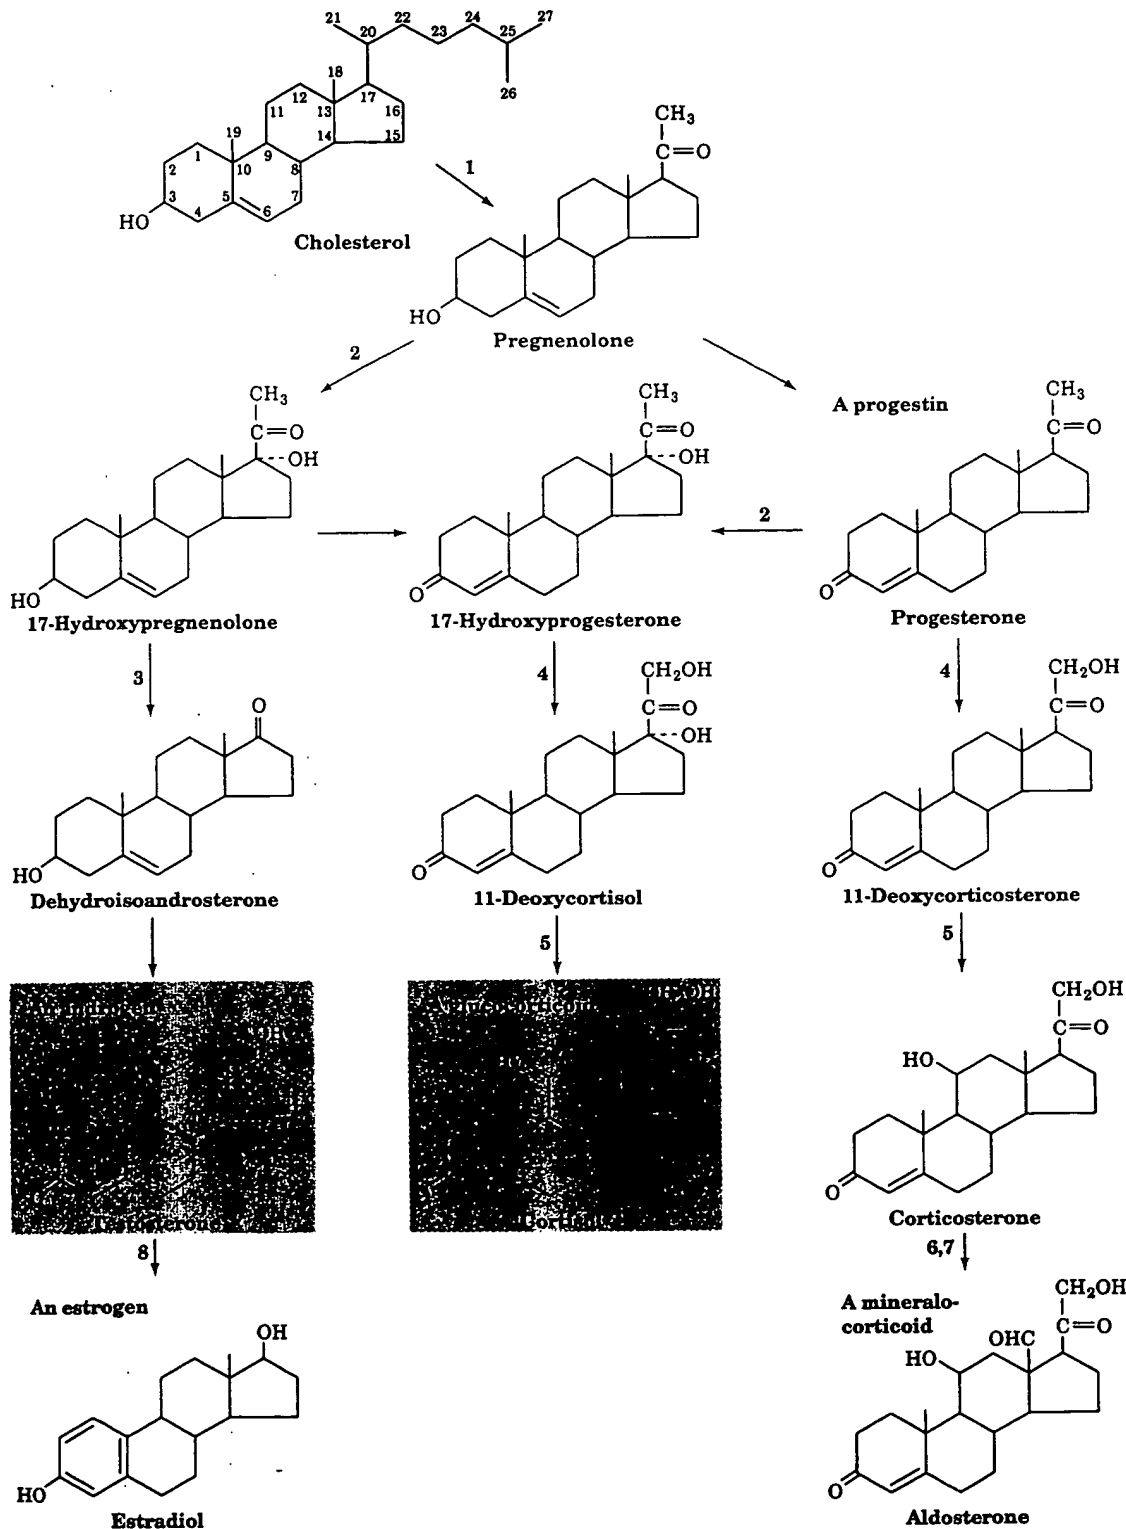 21
22
24
27
20
23
25
18
26
12
17
11
13
16
19
14
15
1
9
2
10
8
3
5
7
4
6
HO
Cholesterol
1
CH₃
C=O
HO
Pregnenolone
2
A progestin
CH₃
C=O
OH
HO
17-Hydroxypregnenolone
CH₃
C=O
OH
O
17-Hydroxyprogesterone
2
CH₃
C=O
O
Progesterone
3
4
4
O
HO
Dehydroisoandrosterone
CH₂OH
C=O
OH
O
11-Deoxycortisol
CH₂OH
C=O
O
11-Deoxycorticosterone
5
5
Testosterone
Cortisol
CH₂OH
C=O
HO
O
Corticosterone
8
6,7
An estrogen
OH
HO
Estradiol
A mineralo-
corticoid
CH₂OH
C=O
OHC
HO
O
Aldosterone